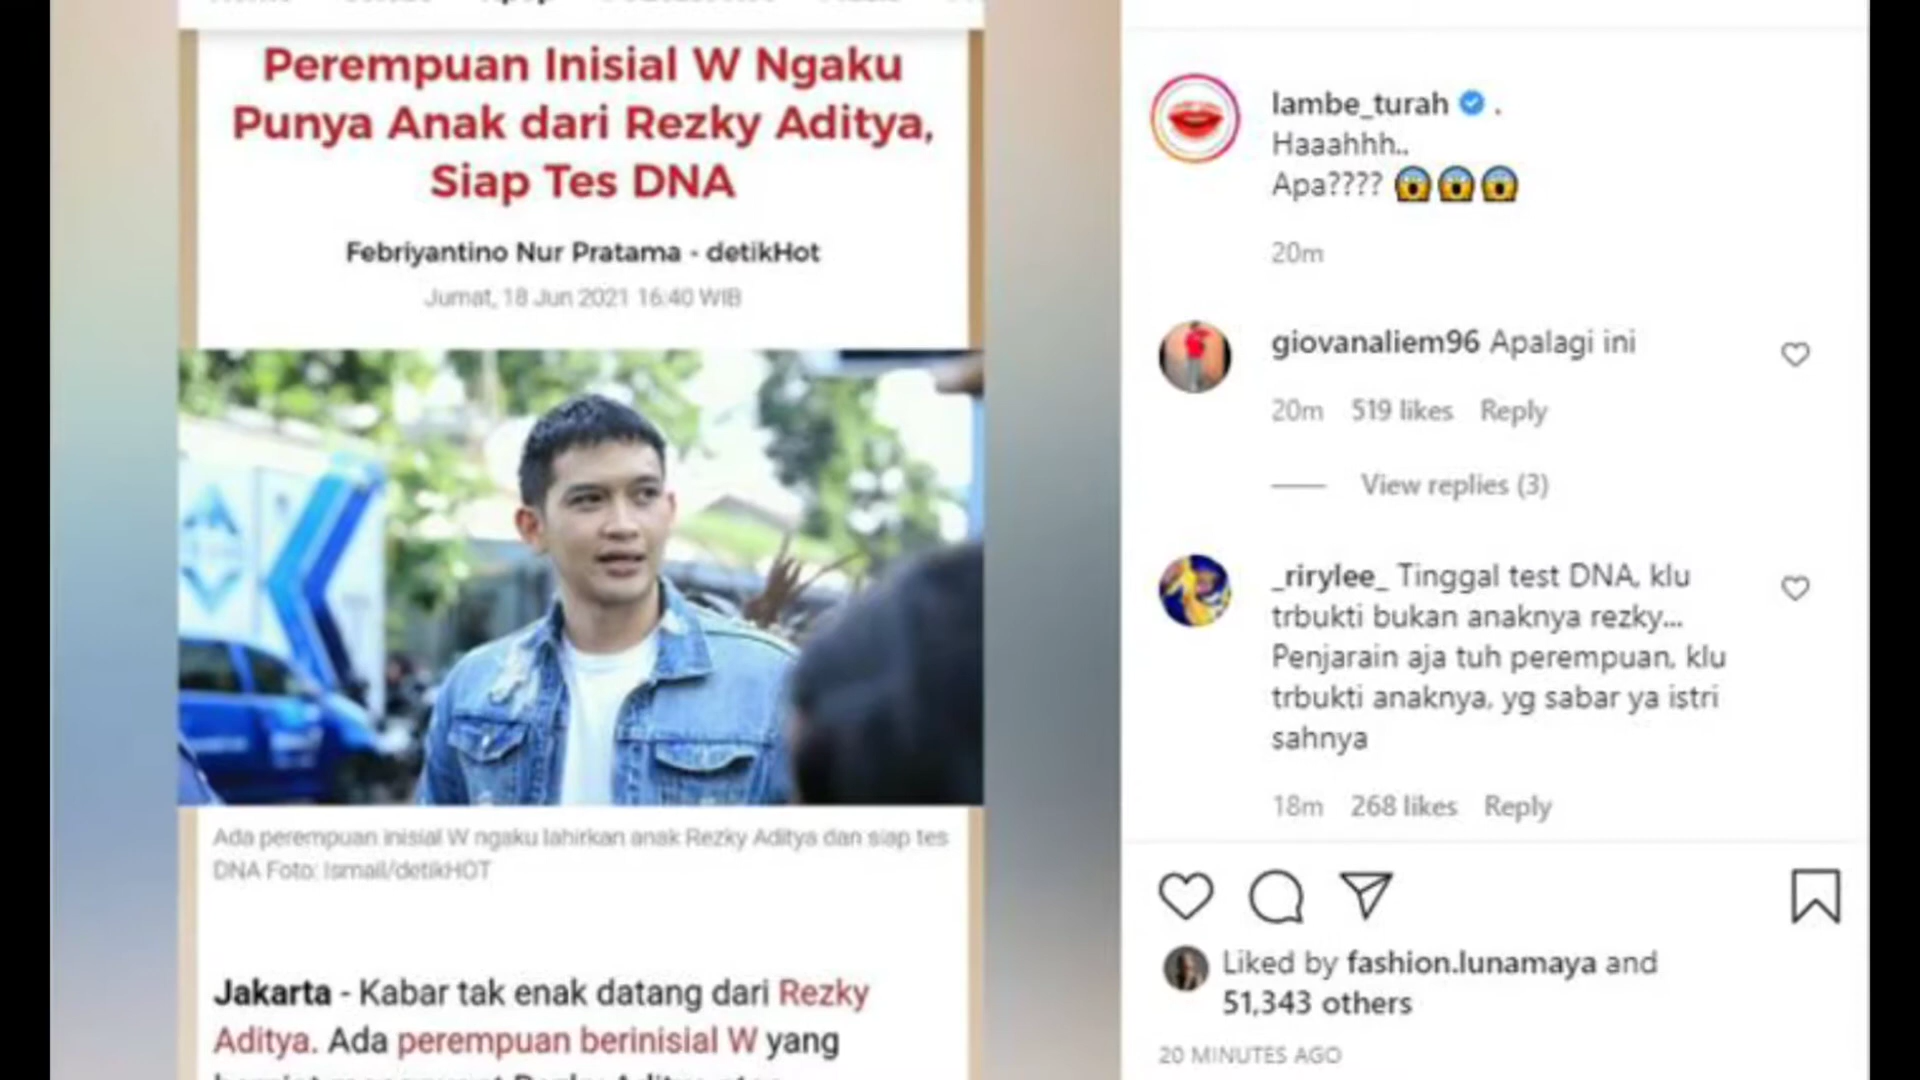 Perempuan Inisial W Ngaku
Punya Anak dari Rezky Aditya,
Siap Tes DNA
Febriyantino Nur Pratama - detikHot
Jumat, 18 Jun 2021 16:40 WIB
Ada perempuan inisial W ngaku lahirkan anak Rezky Aditya dan siap tes
DNA Foto: Ismail/detikHOT
Jakarta - Kabar tak enak datang dari Rezky
Aditya. Ada perempuan berinisial W yang
lambe_turah .
Haaahhh..
Apa???? 😱😱😱
20m
giovanaliem96 Apalagi ini
20m 519 likes Reply
View replies (3)
_rirylee_ Tinggal test DNA, klu
trbukti bukan anaknya rezky...
Penjarain aja tuh perempuan, klu
trbukti anaknya, yg sabar ya istri
sahnya
18m 268 likes Reply
Liked by fashion.lunamaya and
51,343 others
20 MINUTES AGO